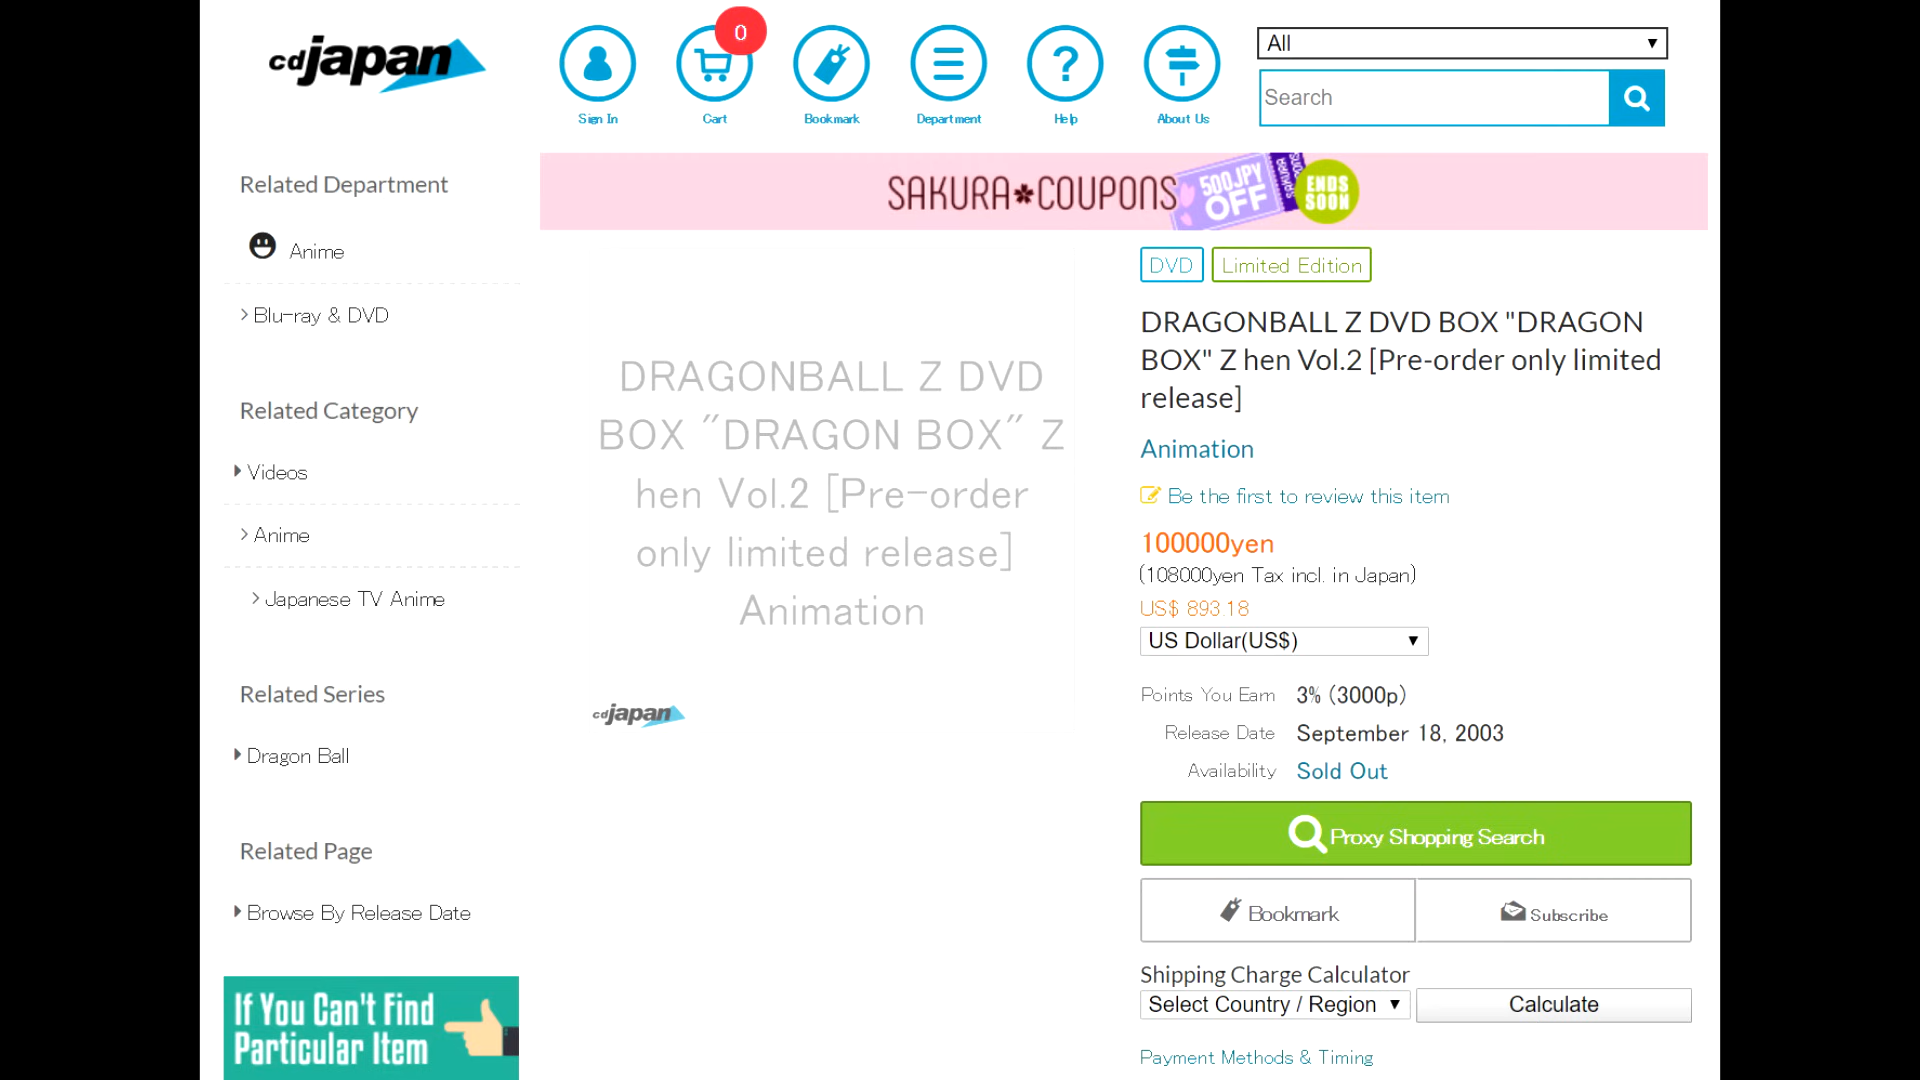 cdjapan
0
Sign In
Cart
Bookmark
Department
Help
About Us
All
Search
SAKURA COUPONS
500JPY OFF
ENDS SOON
Related Department
Anime
Blu-ray & DVD
Related Category
Videos
Anime
Japanese TV Anime
Related Series
Dragon Ball
Related Page
Browse By Release Date
If You Can't Find
Particular Item
DRAGONBALL Z DVD
BOX "DRAGON BOX" Z
hen Vol.2 [Pre-order
only limited release]
Animation
cdjapan
DVD
Limited Edition
DRAGONBALL Z DVD BOX "DRAGON
BOX" Z hen Vol.2 [Pre-order only limited
release]
Animation
Be the first to review this item
100000yen
(108000yen Tax incl. in Japan)
US$ 893.18
US Dollar(US$)
Points You Earn 3% (3000p)
Release Date September 18, 2003
Availability Sold Out
Proxy Shopping Search
Bookmark
Subscribe
Shipping Charge Calculator
Select Country / Region
Calculate
Payment Methods & Timing